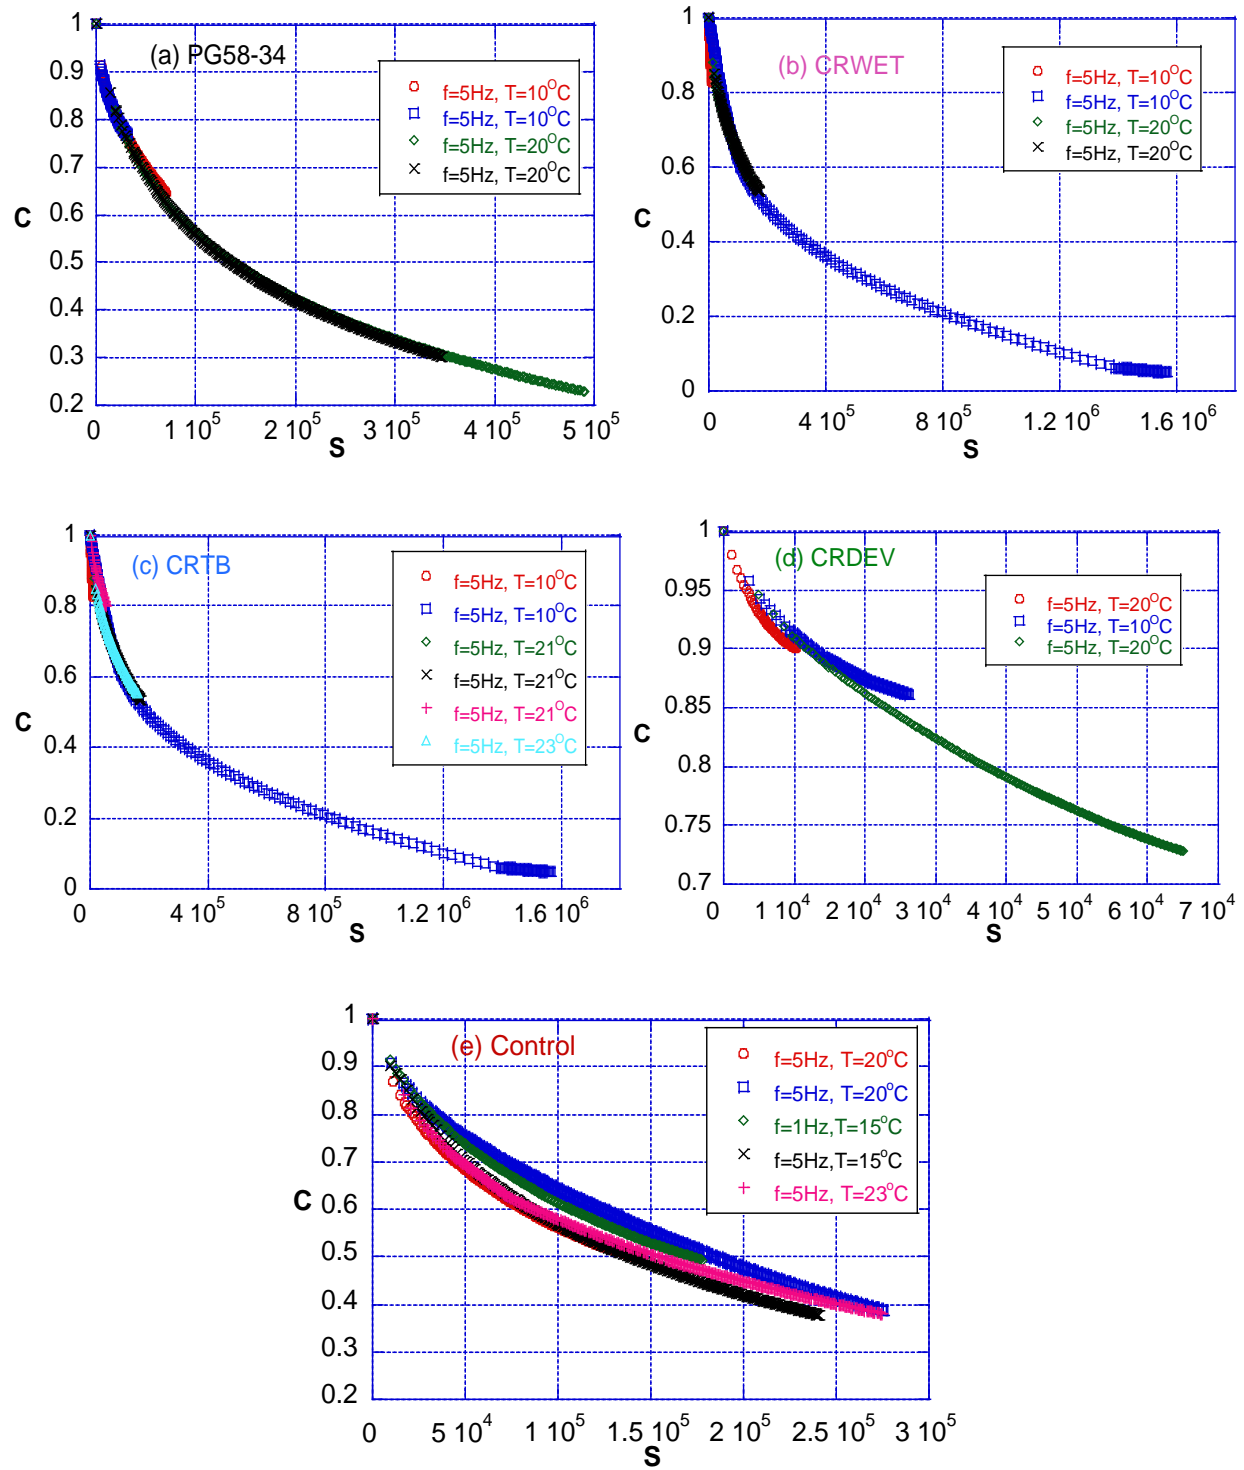 (a) PG58-34
f=5Hz, T=10°C
f=5Hz, T=10°C
f=5Hz, T=20°C
f=5Hz, T=20°C
1
0.9
0.8
0.7
0.6
0.5
0.4
0.3
0.2
C
0
1 10^5
2 10^5
3 10^5
4 10^5
5 10^5
S
(b) CRWET
f=5Hz, T=10°C
f=5Hz, T=10°C
f=5Hz, T=20°C
f=5Hz, T=20°C
1
0.8
0.6
0.4
0.2
0
C
0
4 10^5
8 10^5
1.2 10^6
1.6 10^6
S
(c) CRTB
f=5Hz, T=10°C
f=5Hz, T=10°C
f=5Hz, T=21°C
f=5Hz, T=21°C
f=5Hz, T=21°C
f=5Hz, T=23°C
1
0.8
0.6
0.4
0.2
0
C
0
4 10^5
8 10^5
1.2 10^6
1.6 10^6
S
(d) CRDEV
f=5Hz, T=20°C
f=5Hz, T=10°C
f=5Hz, T=20°C
1
0.95
0.9
0.85
0.8
0.75
0.7
C
0
1 10^4
2 10^4
3 10^4
4 10^4
5 10^4
6 10^4
7 10^4
S
(e) Control
f=5Hz, T=20°C
f=5Hz, T=20°C
f=1Hz,T=15°C
f=5Hz,T=15°C
f=5Hz, T=23°C
1
0.9
0.8
0.7
0.6
0.5
0.4
0.3
0.2
C
0
5 10^4
1 10^5
1.5 10^5
2 10^5
2.5 10^5
3 10^5
S